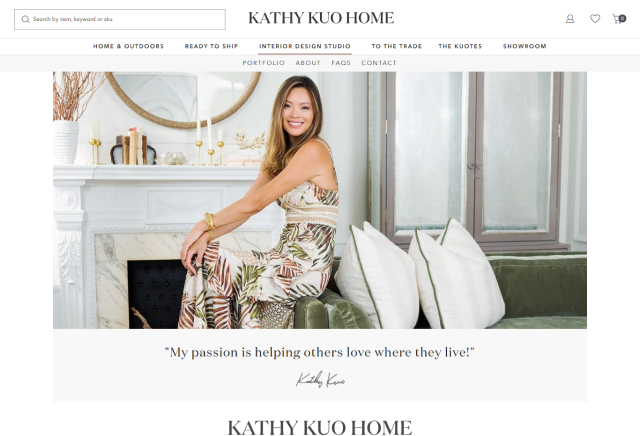 Search by item, keyword or sku
KATHY KUO HOME
0
HOME & OUTDOORS READY TO SHIP INTERIOR DESIGN STUDIO TO THE TRADE THE KUOTES SHOWROOM
PORTFOLIO ABOUT FAQS CONTACT
"My passion is helping others love where they live!"
Kathy Kuo
KATHY KUO HOME